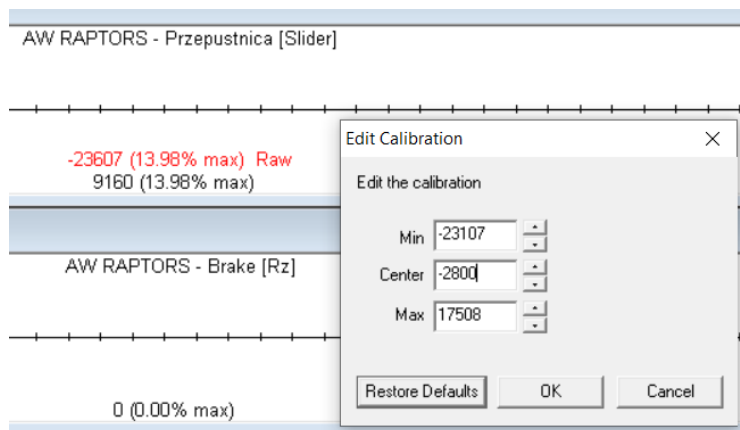 AW RAPTORS - Przepustnica [Slider]
-23607 (13.98% max) Raw
9160 (13.98% max)
AW RAPTORS - Brake [Rz]
0 (0.00% max)
Edit Calibration
Edit the calibration
Min -23107
Center -2800
Max 17508
Restore Defaults OK Cancel